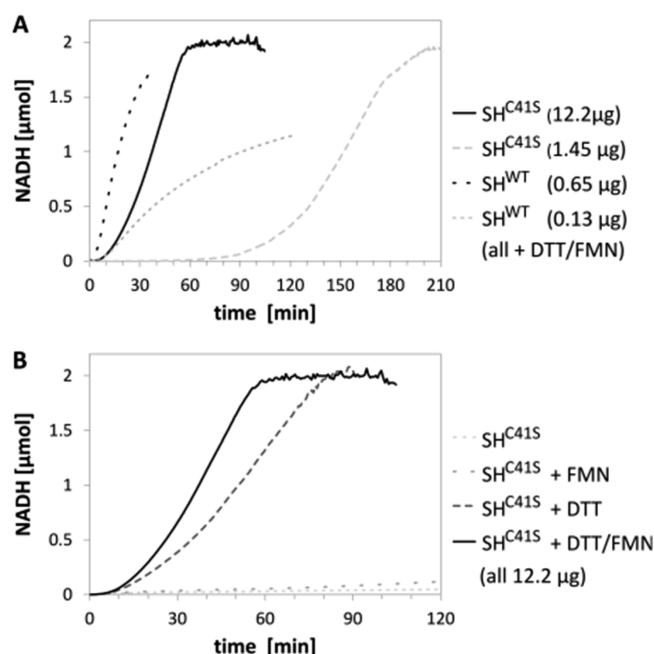 A
NADH [µmol]
2
1.5
1
0.5
0
0 30 60 90 120 150 180 210
time [min]
SH^C41S (12.2µg)
SH^C41S (1.45 µg)
SH^WT (0.65 µg)
SH^WT (0.13 µg)
(all + DTT/FMN)
B
NADH [µmol]
2
1.5
1
0.5
0
0 30 60 90 120
time [min]
SH^C41S
SH^C41S + FMN
SH^C41S + DTT
SH^C41S + DTT/FMN
(all 12.2 µg)